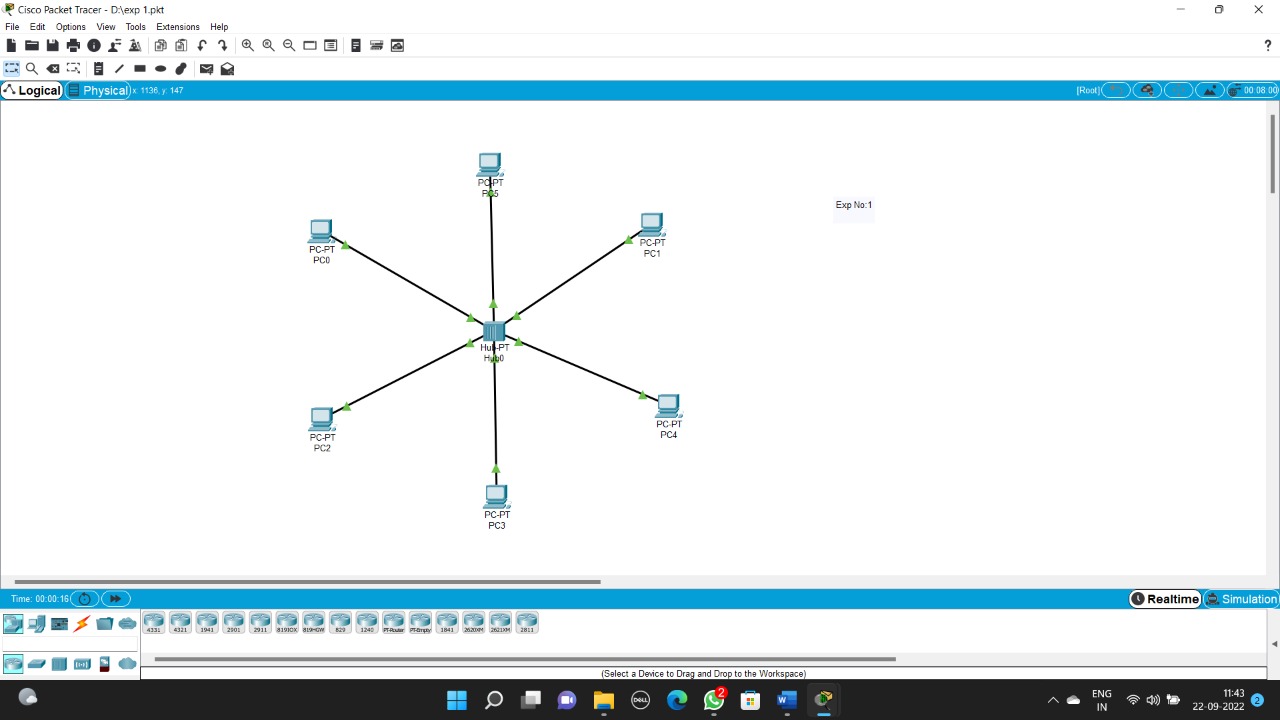 Cisco Packet Tracer - D:\exp 1.pkt
File Edit Options View Tools Extensions Help
?
Logical Physical x: 1136, y: 147 [Root] 00:08:00
PC-PT
PC5
Exp No:1
PC-PT
PC0
PC-PT
PC1
Hub-PT
Hub0
PC-PT
PC2
PC-PT
PC4
PC-PT
PC3
Time: 00:00:16 Realtime Simulation
4331 4321 1941 2901 2911 819IOX 819HGW 829 1240 PT-Router PT-Empty 1841 2620XM 2621XM 2811
(Select a Device to Drag and Drop to the Workspace)
DELL 2 W ENG 11:43
IN 22-09-2022 2